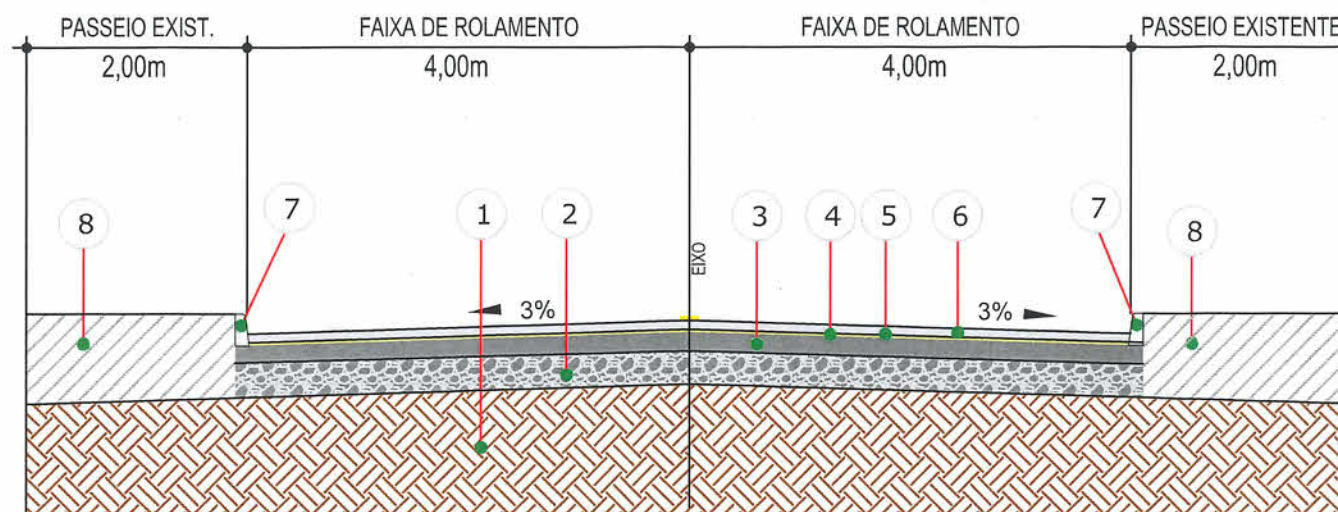 PASSEIO EXIST. FAIXA DE ROLAMENTO FAIXA DE ROLAMENTO PASSEIO EXISTENTE
2,00m 4,00m 4,00m 2,00m
8 7 1 2 3 4 5 6 7 8
EIXO
3% 3%